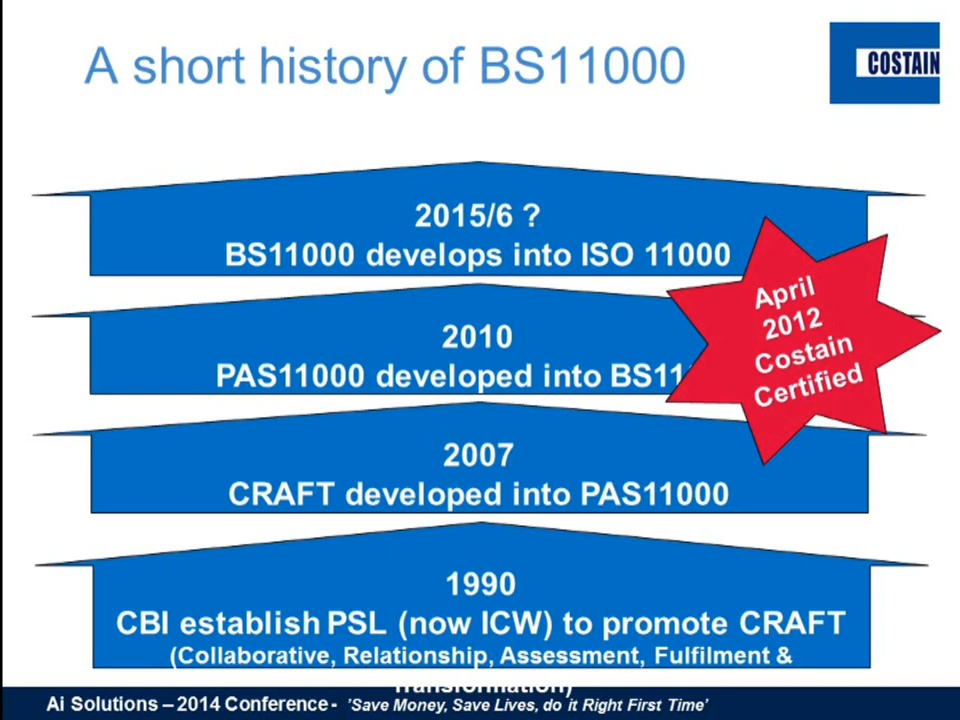 A short history of BS11000
COSTAIN
2015/6 ?
BS11000 develops into ISO 11000
April
2012
Costain
Certified
2010
PAS11000 developed into BS11
2007
CRAFT developed into PAS11000
1990
CBI establish PSL (now ICW) to promote CRAFT
(Collaborative, Relationship, Assessment, Fulfilment &
Transformation)
Ai Solutions – 2014 Conference - 'Save Money, Save Lives, do it Right First Time'